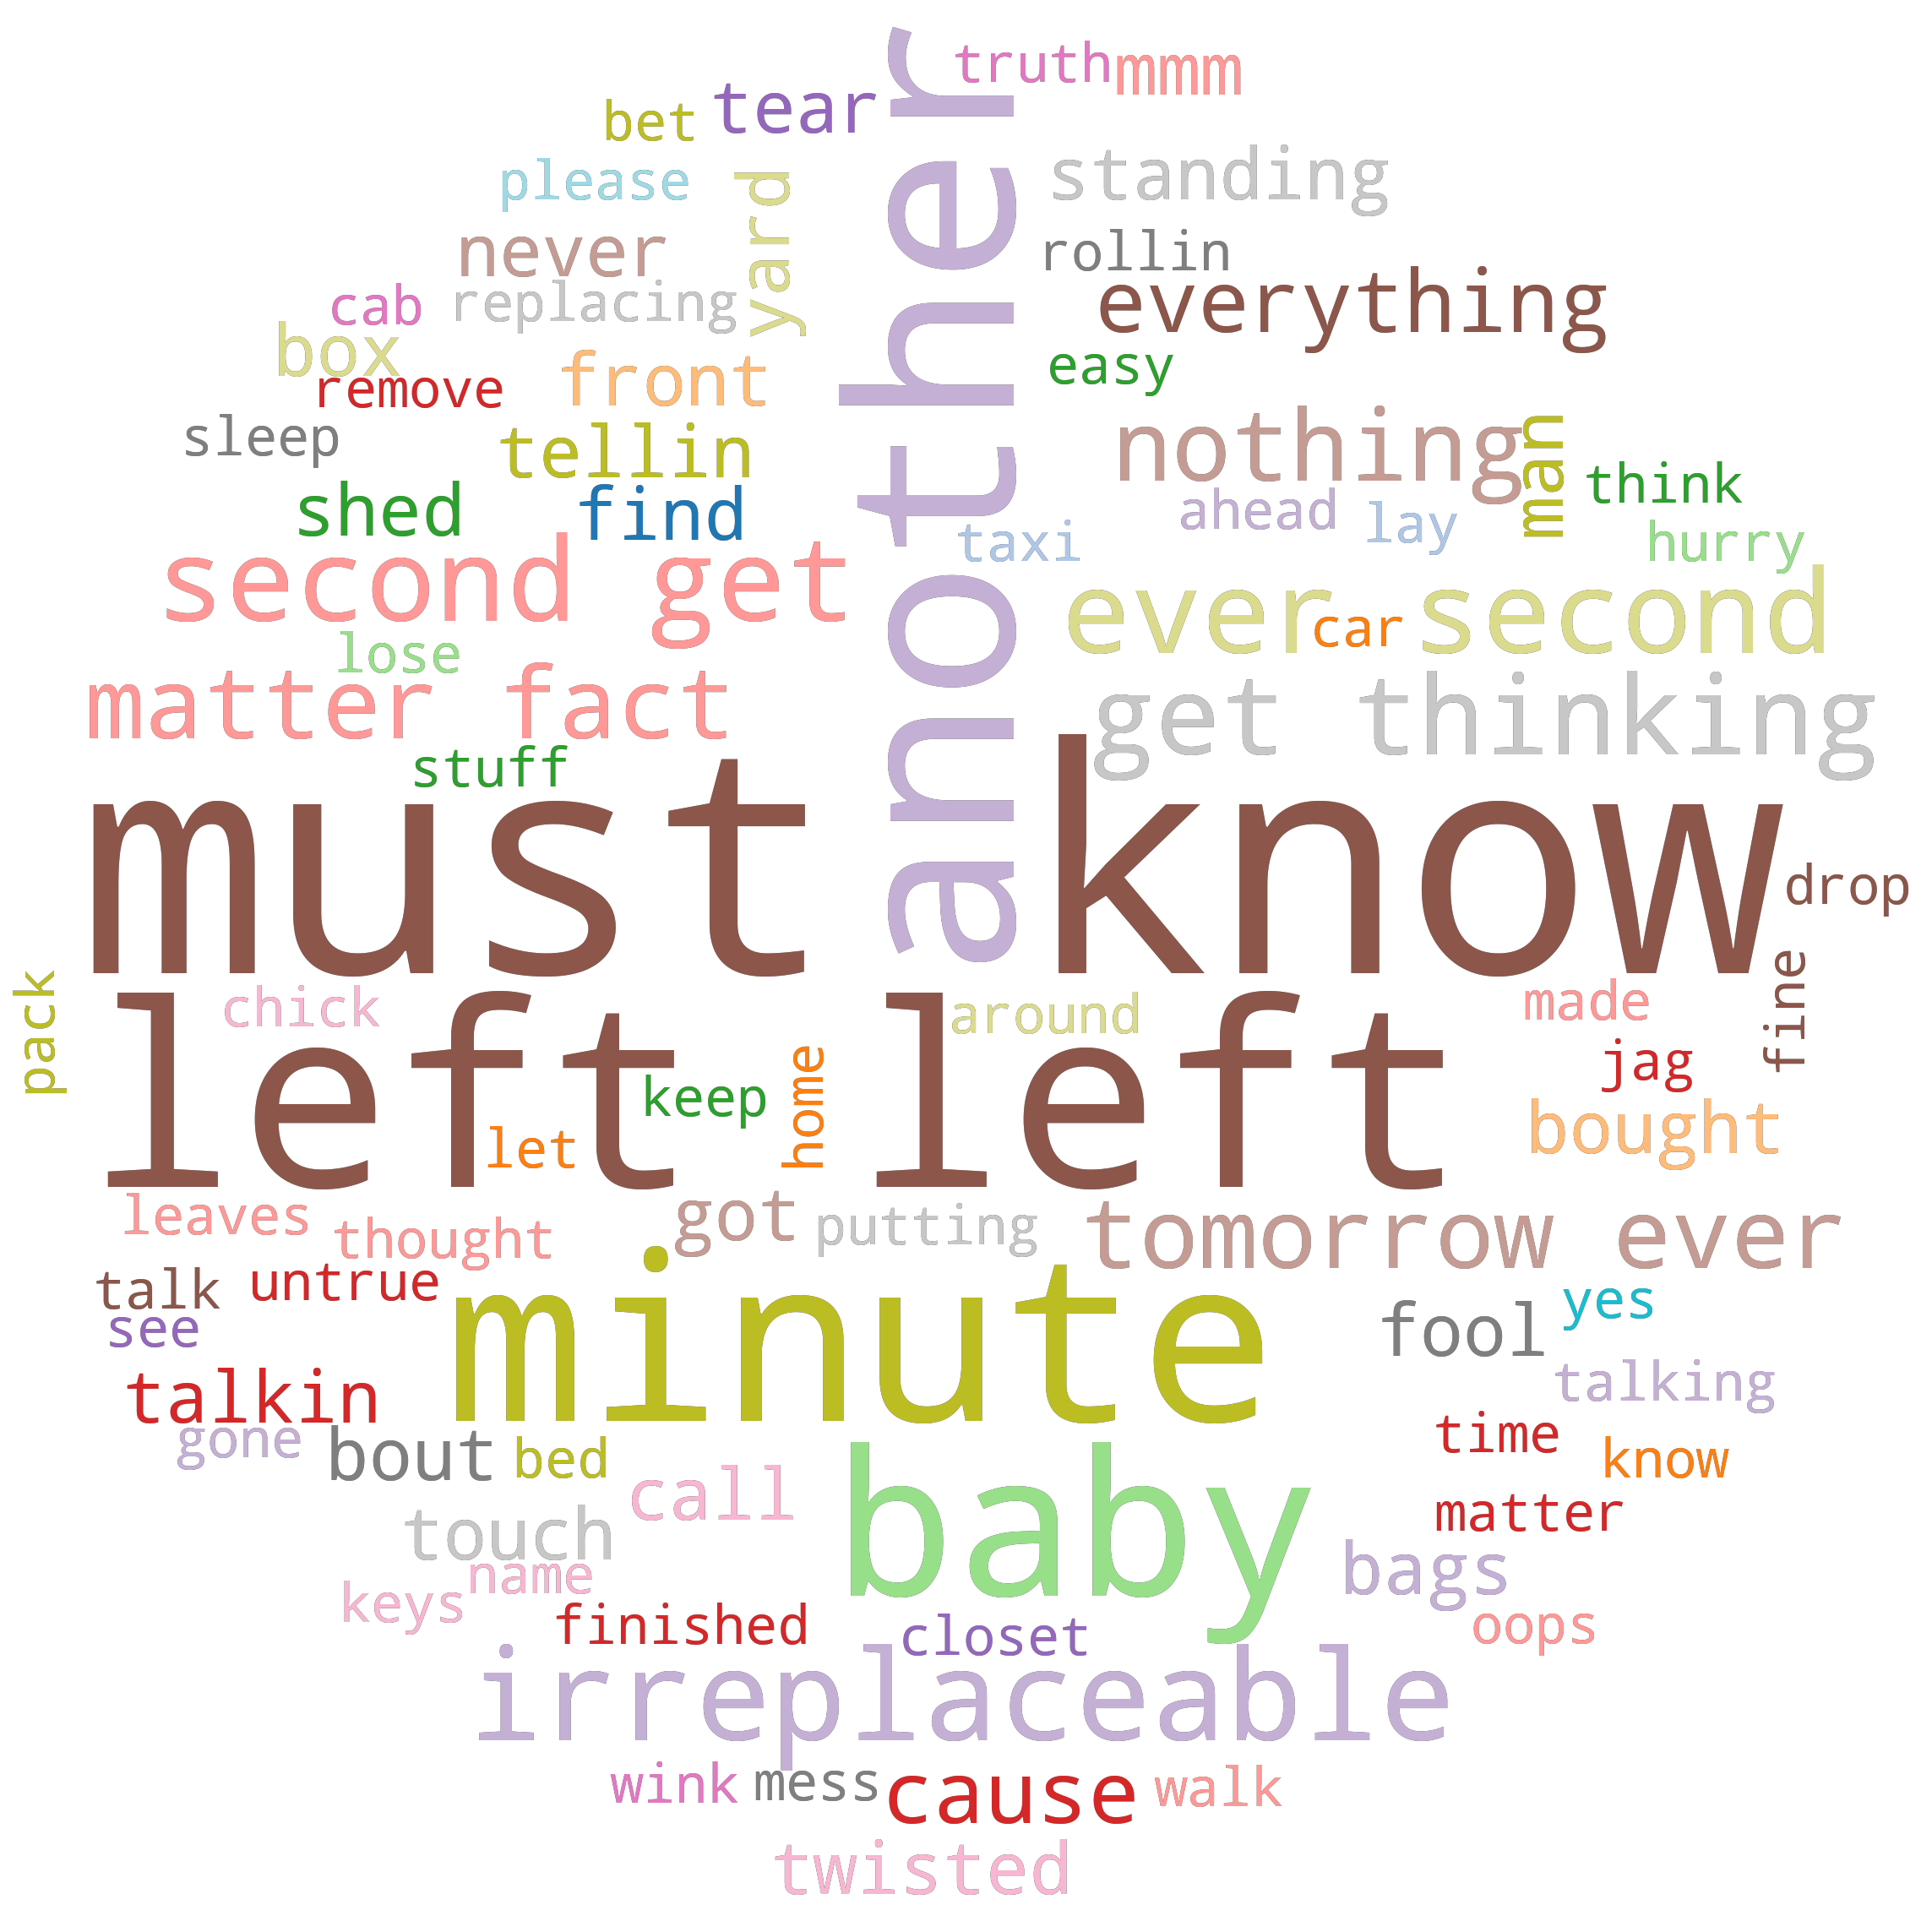 another
truth
mmm
tear
bet
please
yard
standing
never
rollin
everything
cab
replacing
box
front
easy
remove
nothing
man
sleep
tellin
think
shed
find
ahead
lay
taxi
hurry
second get
ever
car
second
lose
matter fact
get thinking
stuff
must know
drop
pack
chick
around
made
fine
left left
keep
home
jag
let
bought
leaves
thought
got
putting
tomorrow ever
talk
untrue
see
minute
yes
fool
talkin
talking
gone
bout
bed
call
baby
time
know
touch
matter
name
bags
keys
finished
closet
oops
irreplaceable
wink
mess
cause
walk
twisted